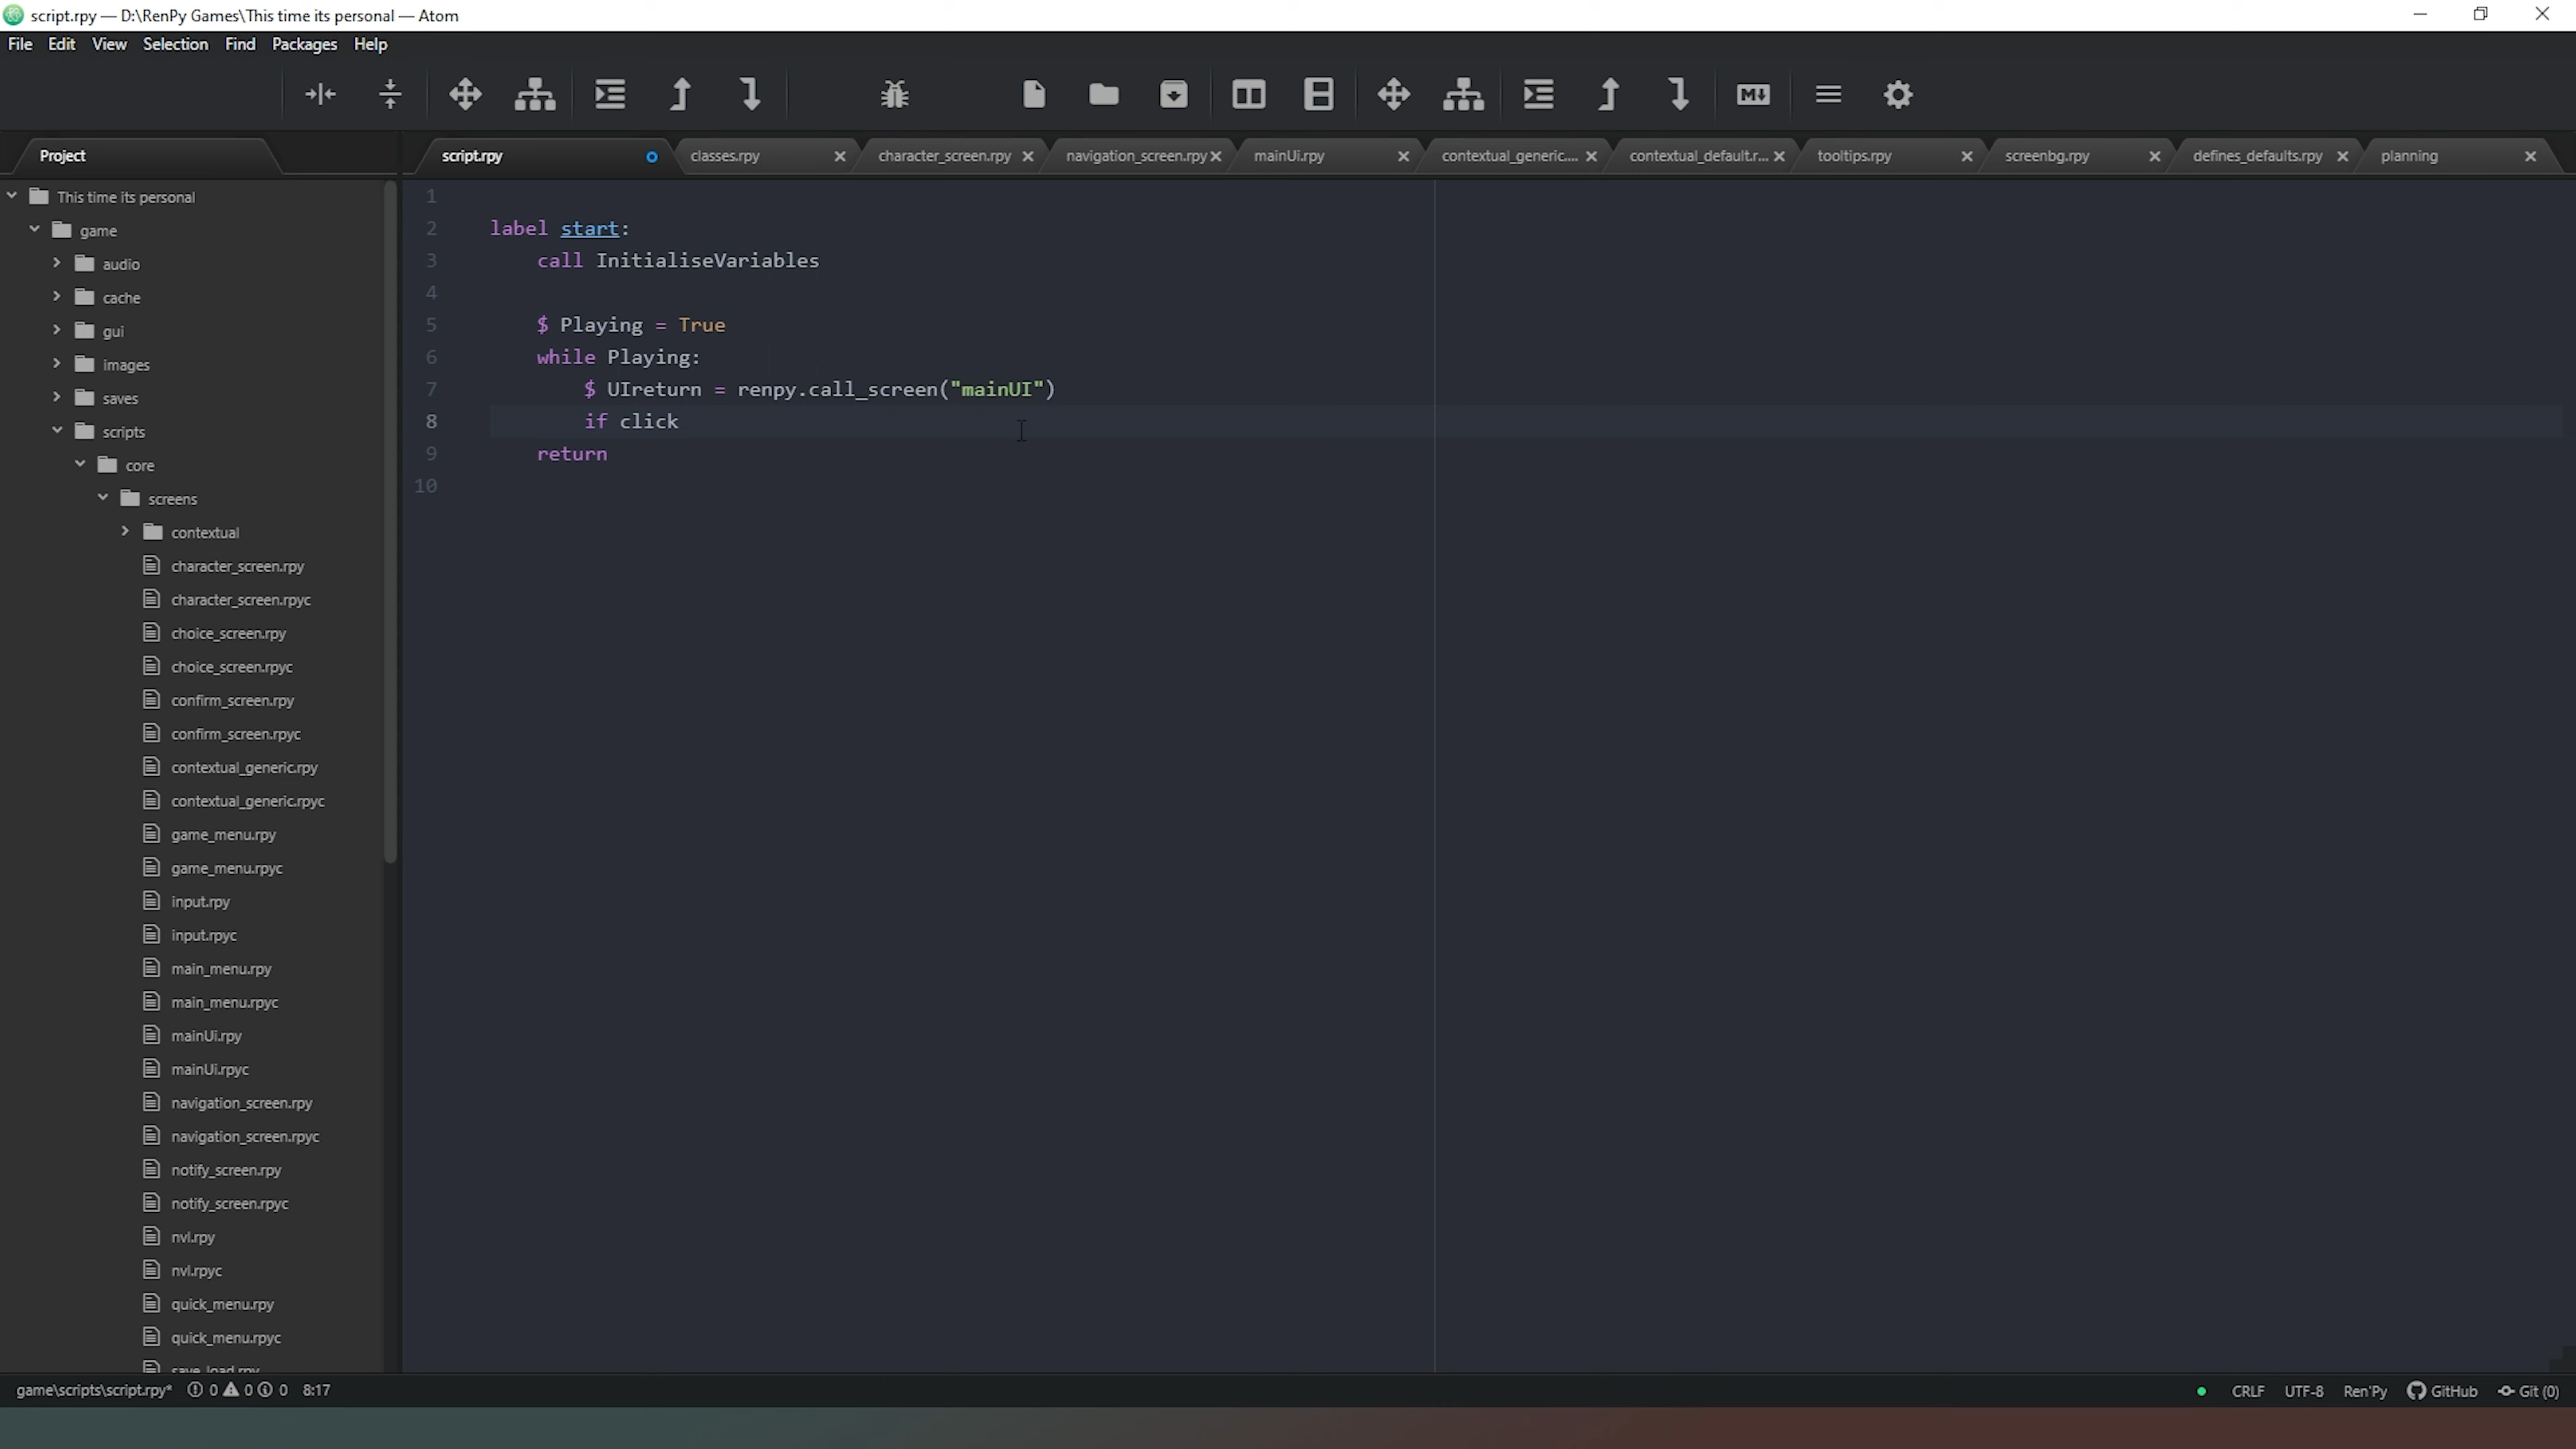 script.rpy — D:\RenPy Games\This time its personal — Atom
File Edit View Selection Find Packages Help
M↓
Project
script.rpy classes.rpy character_screen.rpy navigation_screen.rpy mainUi.rpy contextual_generic.... contextual_default.r... tooltips.rpy screenbg.rpy defines_defaults.rpy planning
This time its personal
game
audio
cache
gui
images
saves
scripts
core
screens
contextual
character_screen.rpy
character_screen.rpyc
choice_screen.rpy
choice_screen.rpyc
confirm_screen.rpy
confirm_screen.rpyc
contextual_generic.rpy
contextual_generic.rpyc
game_menu.rpy
game_menu.rpyc
input.rpy
input.rpyc
main_menu.rpy
main_menu.rpyc
mainUi.rpy
mainUi.rpyc
navigation_screen.rpy
navigation_screen.rpyc
notify_screen.rpy
notify_screen.rpyc
nvl.rpy
nvl.rpyc
quick_menu.rpy
quick_menu.rpyc
save_load.rpy
1
2 label start:
3 call InitialiseVariables
4
5 $ Playing = True
6 while Playing:
7 $ UIreturn = renpy.call_screen("mainUI")
8 if click
9 return
10
game\scripts\script.rpy* 0 0 0 8:17
CRLF UTF-8 Ren'Py GitHub Git (0)